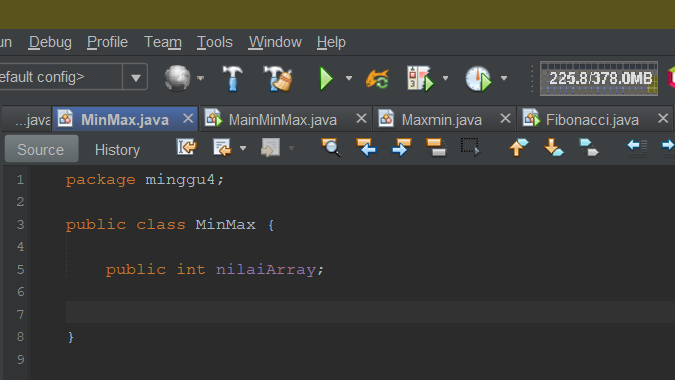 un Debug Profile Team Tools Window Help
efault config> 225.8/378.0MB
...java MinMax.java MainMinMax.java Maxmin.java Fibonacci.java
Source History
1 package minggu4;
2
3 public class MinMax {
4
5 public int nilaiArray;
6
7
8 }
9